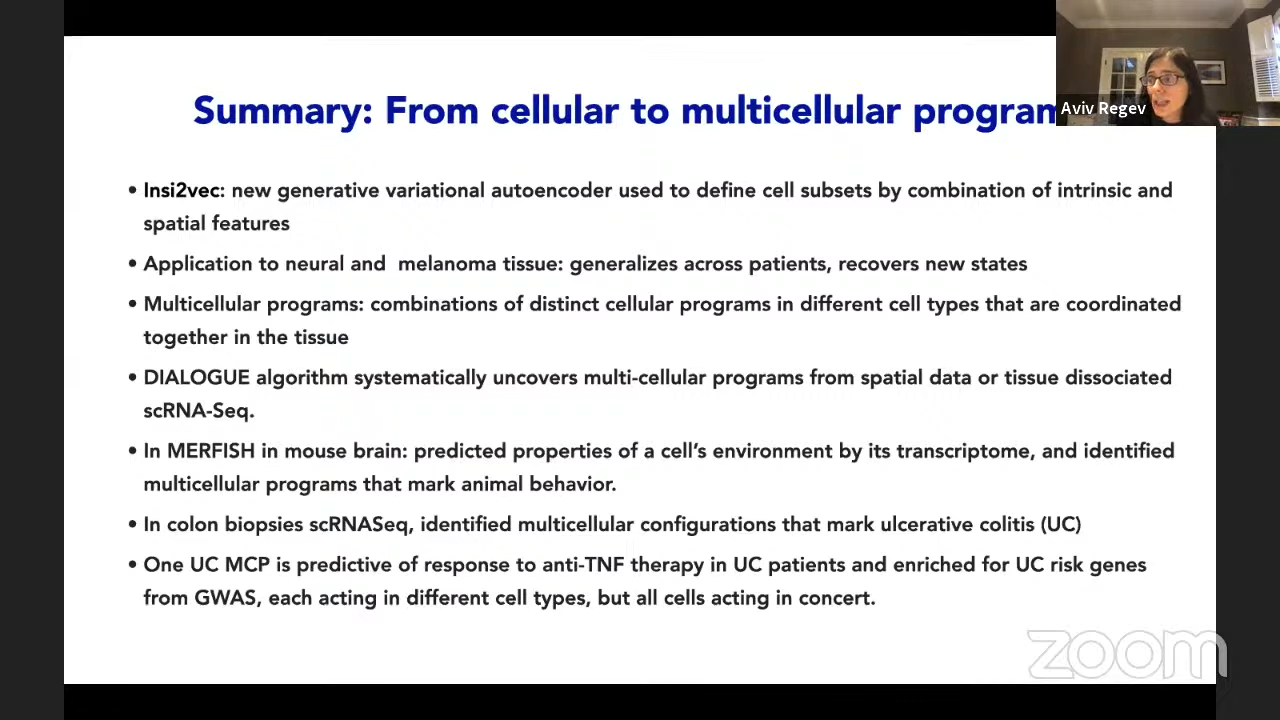 Summary: From cellular to multicellular program
Aviv Regev
• Insi2vec: new generative variational autoencoder used to define cell subsets by combination of intrinsic and
spatial features
• Application to neural and  melanoma tissue: generalizes across patients, recovers new states
• Multicellular programs: combinations of distinct cellular programs in different cell types that are coordinated
together in the tissue
• DIALOGUE algorithm systematically uncovers multi-cellular programs from spatial data or tissue dissociated
scRNA-Seq.
• In MERFISH in mouse brain: predicted properties of a cell's environment by its transcriptome, and identified
multicellular programs that mark animal behavior.
• In colon biopsies scRNASeq, identified multicellular configurations that mark ulcerative colitis (UC)
• One UC MCP is predictive of response to anti-TNF therapy in UC patients and enriched for UC risk genes
from GWAS, each acting in different cell types, but all cells acting in concert.
zoom